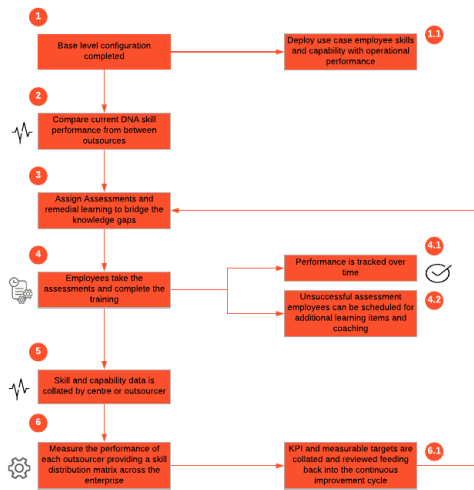 1
Base level configuration
completed
1.1
Deploy use case employee skills
and capability with operational
performance
2
Compare current DNA skill
performance from between
outsources
3
Assign Assessments and
remedial learning to bridge the
knowledge gaps
4
Employees take the
assessments and complete the
training
4.1
Performance is tracked over
time
4.2
Unsuccessful assessment
employees can be scheduled for
additional learning items and
coaching
5
Skill and capability data is
collated by centre or outsourcer
6
Measure the performance of
each outsourcer providing a skill
distribution matrix across the
enterprise
6.1
KPI and measurable targets are
collated and reviewed feeding
back into the continuous
improvement cycle